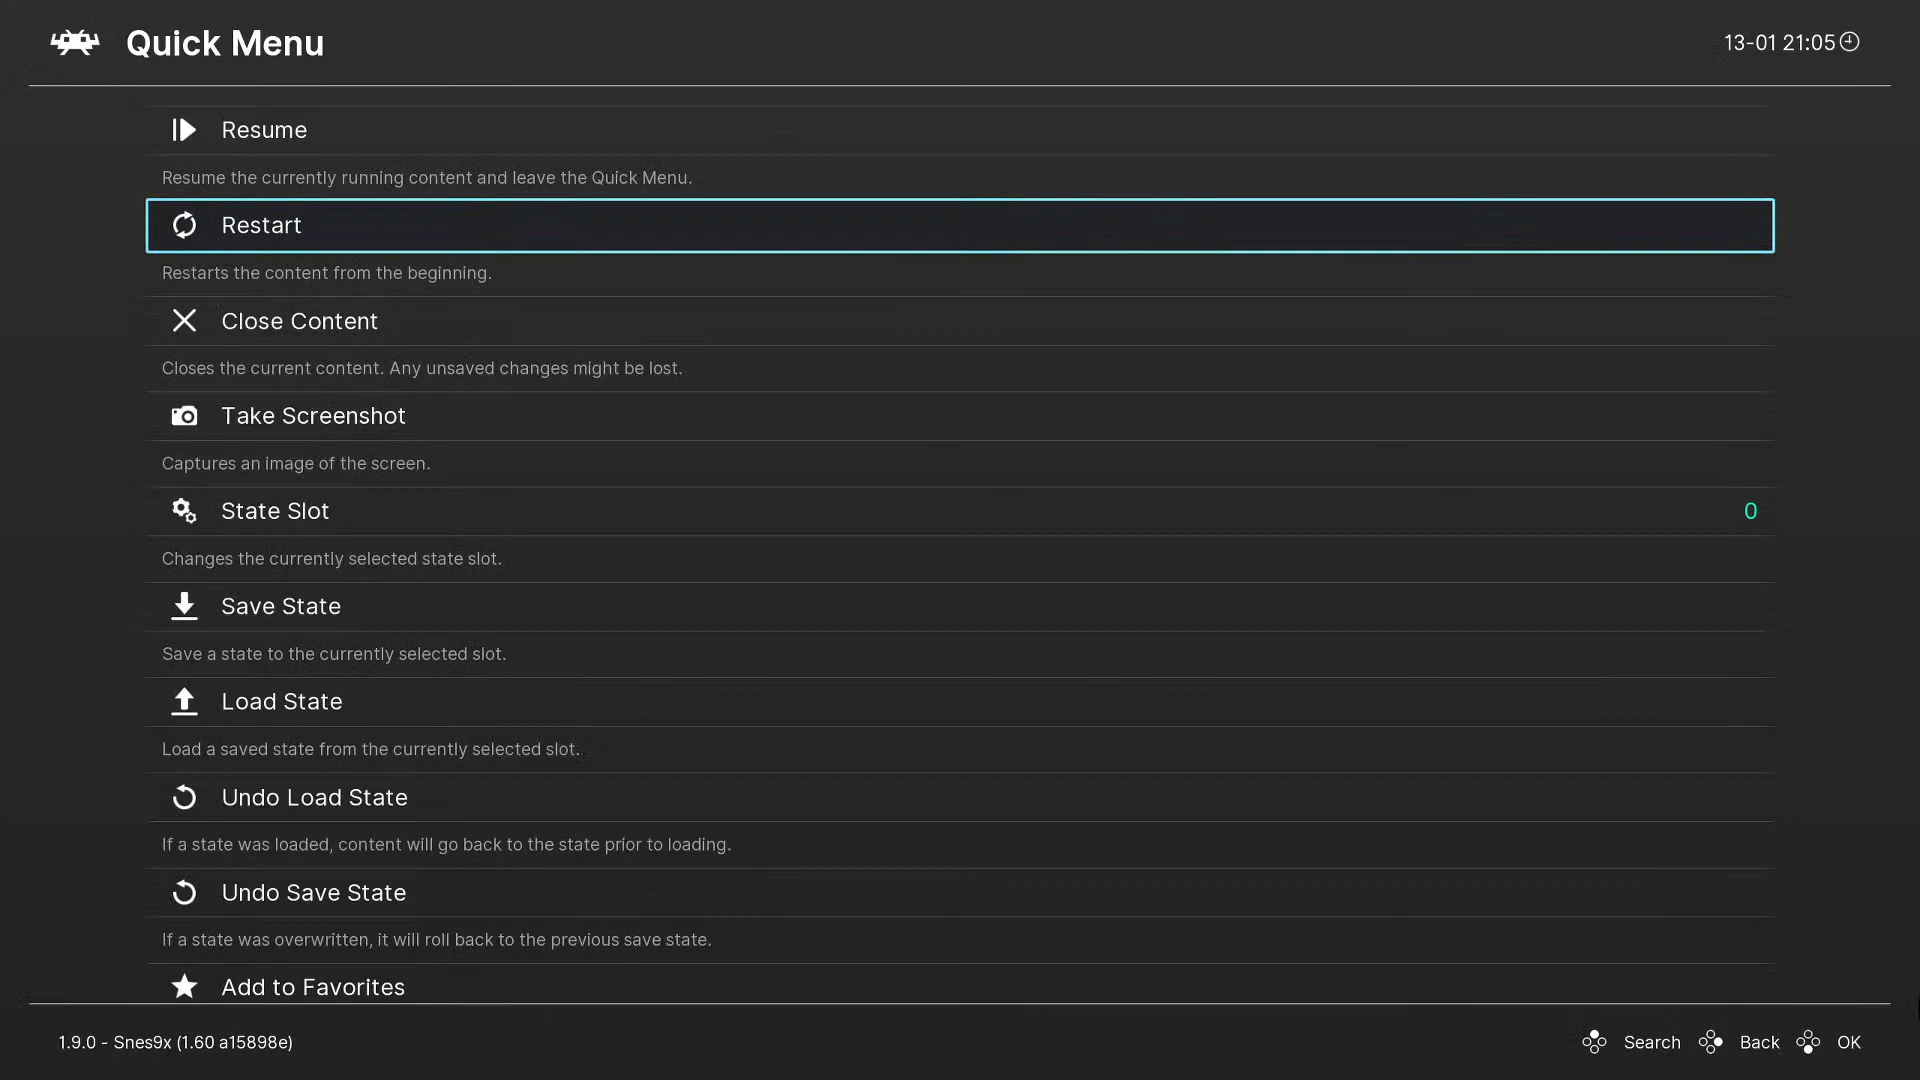 Quick Menu
13-01 21:05
Resume
Resume the currently running content and leave the Quick Menu.
Restart
Restarts the content from the beginning.
Close Content
Closes the current content. Any unsaved changes might be lost.
Take Screenshot
Captures an image of the screen.
State Slot 0
Changes the currently selected state slot.
Save State
Save a state to the currently selected slot.
Load State
Load a saved state from the currently selected slot.
Undo Load State
If a state was loaded, content will go back to the state prior to loading.
Undo Save State
If a state was overwritten, it will roll back to the previous save state.
Add to Favorites
1.9.0 - Snes9x (1.60 a15898e)
Search Back OK